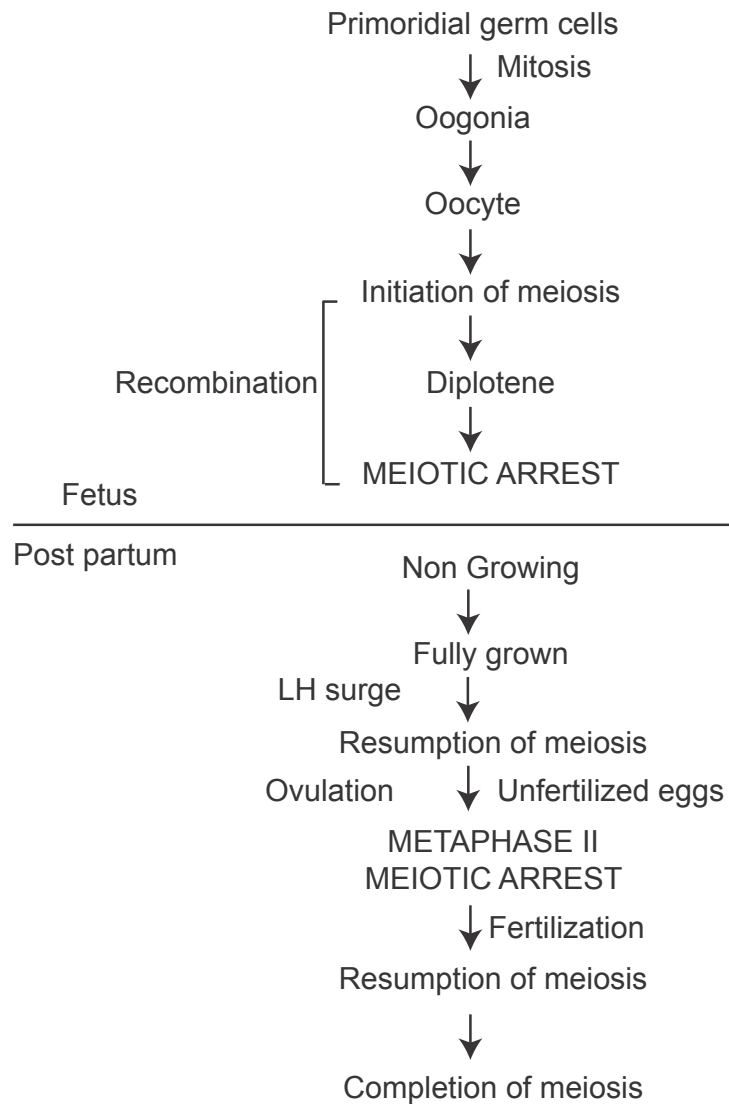 Primoridial germ cells
Mitosis
Oogonia
Oocyte
Initiation of meiosis
Recombination
Diplotene
MEIOTIC ARREST
Fetus
Post partum
Non Growing
Fully grown
LH surge
Resumption of meiosis
Ovulation
Unfertilized eggs
METAPHASE II
MEIOTIC ARREST
Fertilization
Resumption of meiosis
Completion of meiosis